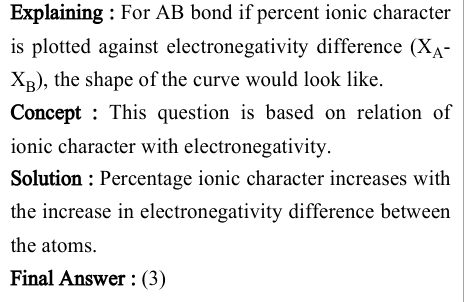 Explaining : For AB bond if percent ionic character
is plotted against electronegativity difference (X_A-
X_B), the shape of the curve would look like.
Concept : This question is based on relation of
ionic character with electronegativity.
Solution : Percentage ionic character increases with
the increase in electronegativity difference between
the atoms.
Final Answer : (3)